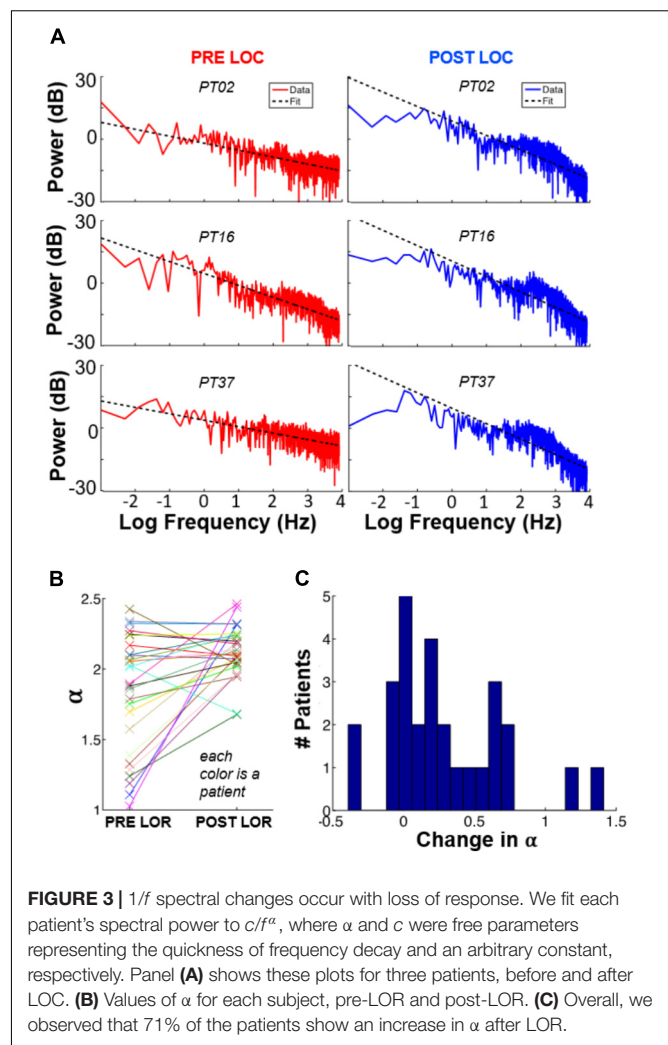 A
PRE LOC
POST LOC
PT02
Data
Fit
PT02
Data
Fit
Power (dB)
30
0
-30
PT16
PT16
Power (dB)
30
0
-30
PT37
PT37
Power (dB)
30
0
-30
-2 -1 0 1 2 3 4
-2 -1 0 1 2 3 4
Log Frequency (Hz)
Log Frequency (Hz)
B
α
2.5
2
1.5
1
each
color is a
patient
PRE LOR
POST LOR
C
# Patients
5
4
3
2
1
0
-0.5 0 0.5 1 1.5
Change in α
FIGURE 3 | 1/f spectral changes occur with loss of response. We fit each
patient's spectral power to c/f^α, where α and c were free parameters
representing the quickness of frequency decay and an arbitrary constant,
respectively. Panel (A) shows these plots for three patients, before and after
LOC. (B) Values of α for each subject, pre-LOR and post-LOR. (C) Overall, we
observed that 71% of the patients show an increase in α after LOR.